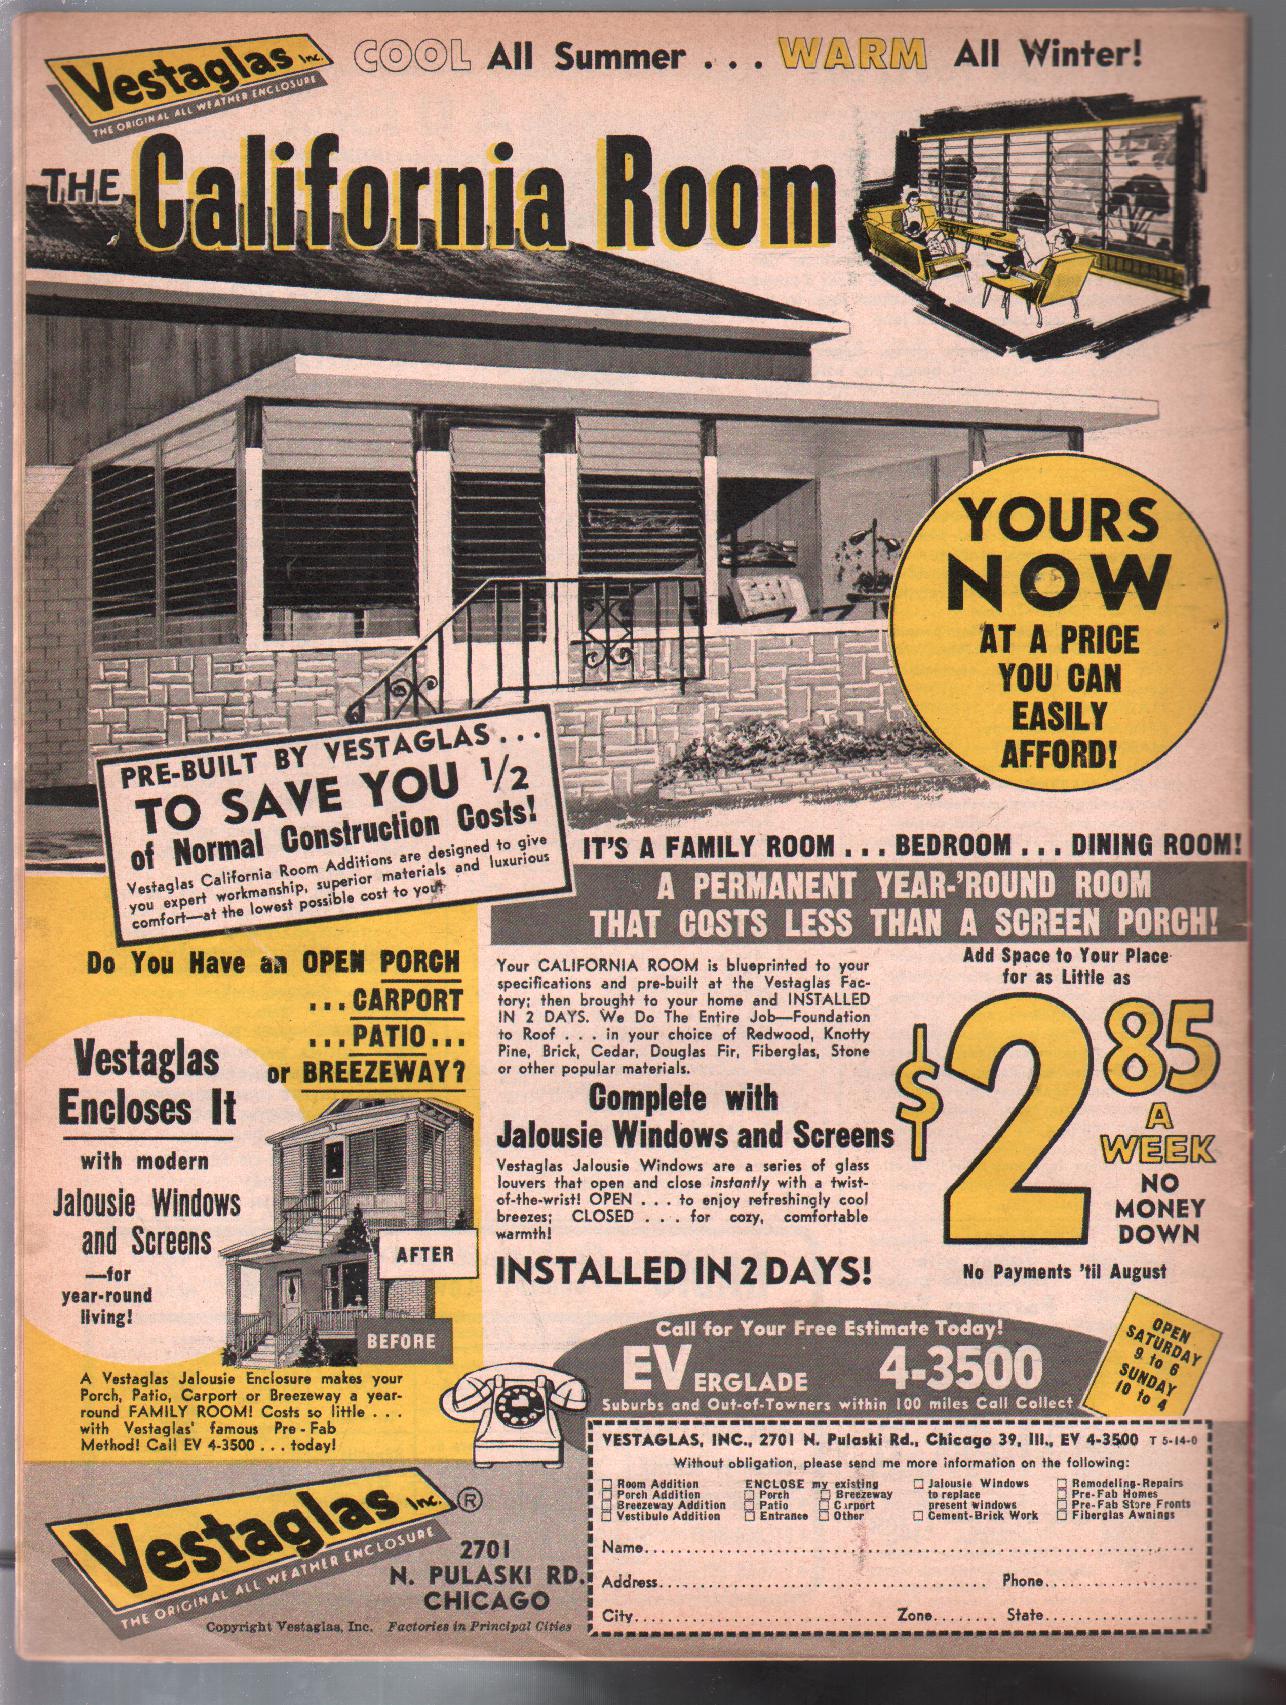 Vestaglas Inc.
THE ORIGINAL ALL WEATHER ENCLOSURE
COOL All Summer . . . WARM All Winter!
THE California Room
YOURS
NOW
AT A PRICE
YOU CAN
EASILY
AFFORD!
PRE-BUILT BY VESTAGLAS . . .
TO SAVE YOU 1/2
of Normal Construction Costs!
Vestaglas California Room Additions are designed to give
you expert workmanship, superior materials and luxurious
comfort—at the lowest possible cost to you!
IT'S A FAMILY ROOM . . . BEDROOM . . . DINING ROOM!
A PERMANENT YEAR-'ROUND ROOM
THAT COSTS LESS THAN A SCREEN PORCH!
Do You Have an OPEN PORCH
. . . CARPORT
. . . PATIO . . .
or BREEZEWAY?
Vestaglas
Encloses It
with modern
Jalousie Windows
and Screens
—for
year-round
living!
AFTER
BEFORE
A Vestaglas Jalousie Enclosure makes your
Porch, Patio, Carport or Breezeway a year-
round FAMILY ROOM! Costs so little . . .
with Vestaglas' famous Pre-Fab
Method! Call EV 4-3500 . . . today!
Your CALIFORNIA ROOM is blueprinted to your
specifications and pre-built at the Vestaglas Fac-
tory; then brought to your home and INSTALLED
IN 2 DAYS. We Do The Entire Job—Foundation
to Roof . . . in your choice of Redwood, Knotty
Pine, Brick, Cedar, Douglas Fir, Fiberglas, Stone
or other popular materials.
Complete with
Jalousie Windows and Screens
Vestaglas Jalousie Windows are a series of glass
louvers that open and close instantly with a twist-
of-the-wrist! OPEN . . . to enjoy refreshingly cool
breezes; CLOSED . . . for cozy, comfortable
warmth!
INSTALLED IN 2 DAYS!
Add Space to Your Place
for as Little as
$2.85
A
WEEK
NO
MONEY
DOWN
No Payments 'til August
Call for Your Free Estimate Today!
EVERGLADE 4-3500
Suburbs and Out-of-Towners within 100 miles Call Collect
OPEN
SATURDAY
9 to 6
SUNDAY
10 to 4
VESTAGLAS, INC., 2701 N. Pulaski Rd., Chicago 39, Ill., EV 4-3500 T 5-14-0
Without obligation, please send me more information on the following:
☐ Room Addition
☐ Porch Addition
☐ Breezeway Addition
☐ Vestibule Addition
ENCLOSE my existing
☐ Porch ☐ Breezeway
☐ Patio ☐ Carport
☐ Entrance ☐ Other
☐ Jalousie Windows
to replace
present windows
☐ Cement-Brick Work
☐ Remodeling-Repairs
☐ Pre-Fab Homes
☐ Pre-Fab Store Fronts
☐ Fiberglas Awnings
Name
Address Phone
City Zone State
Vestaglas Inc. ®
THE ORIGINAL ALL WEATHER ENCLOSURE
2701
N. PULASKI RD.
CHICAGO
Copyright Vestaglas, Inc. Factories in Principal Cities